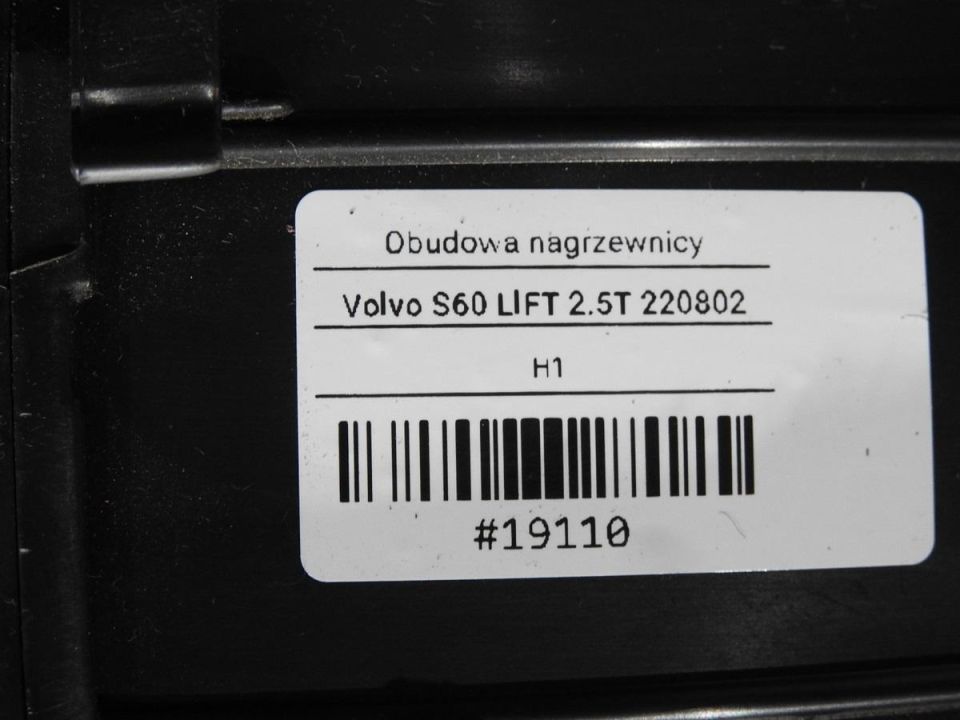 Obudowa nagrzewnicy
Volvo S60 LIFT 2.5T 220802
H1
#19110